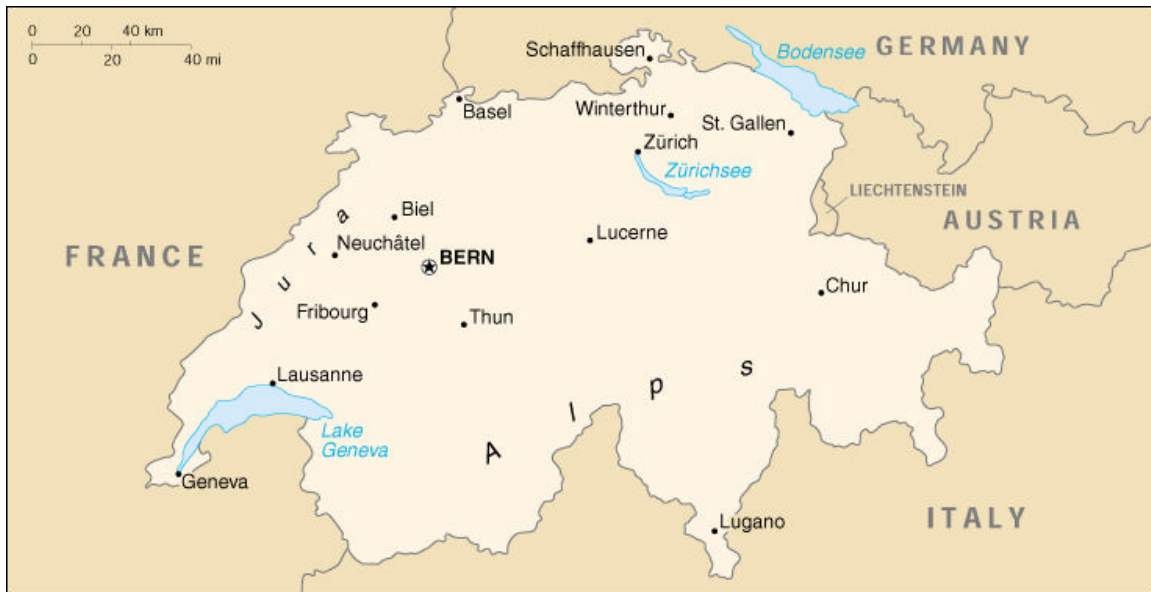 0 20 40 km
0 20 40 mi
Schaffhausen
Bodensee
GERMANY
Basel
Winterthur
St. Gallen
Zürich
Zürichsee
LIECHTENSTEIN
AUSTRIA
Biel
Jura
Neuchâtel
Lucerne
FRANCE
BERN
Chur
Fribourg
Thun
Lausanne
Alps
Lake
Geneva
Geneva
Lugano
ITALY